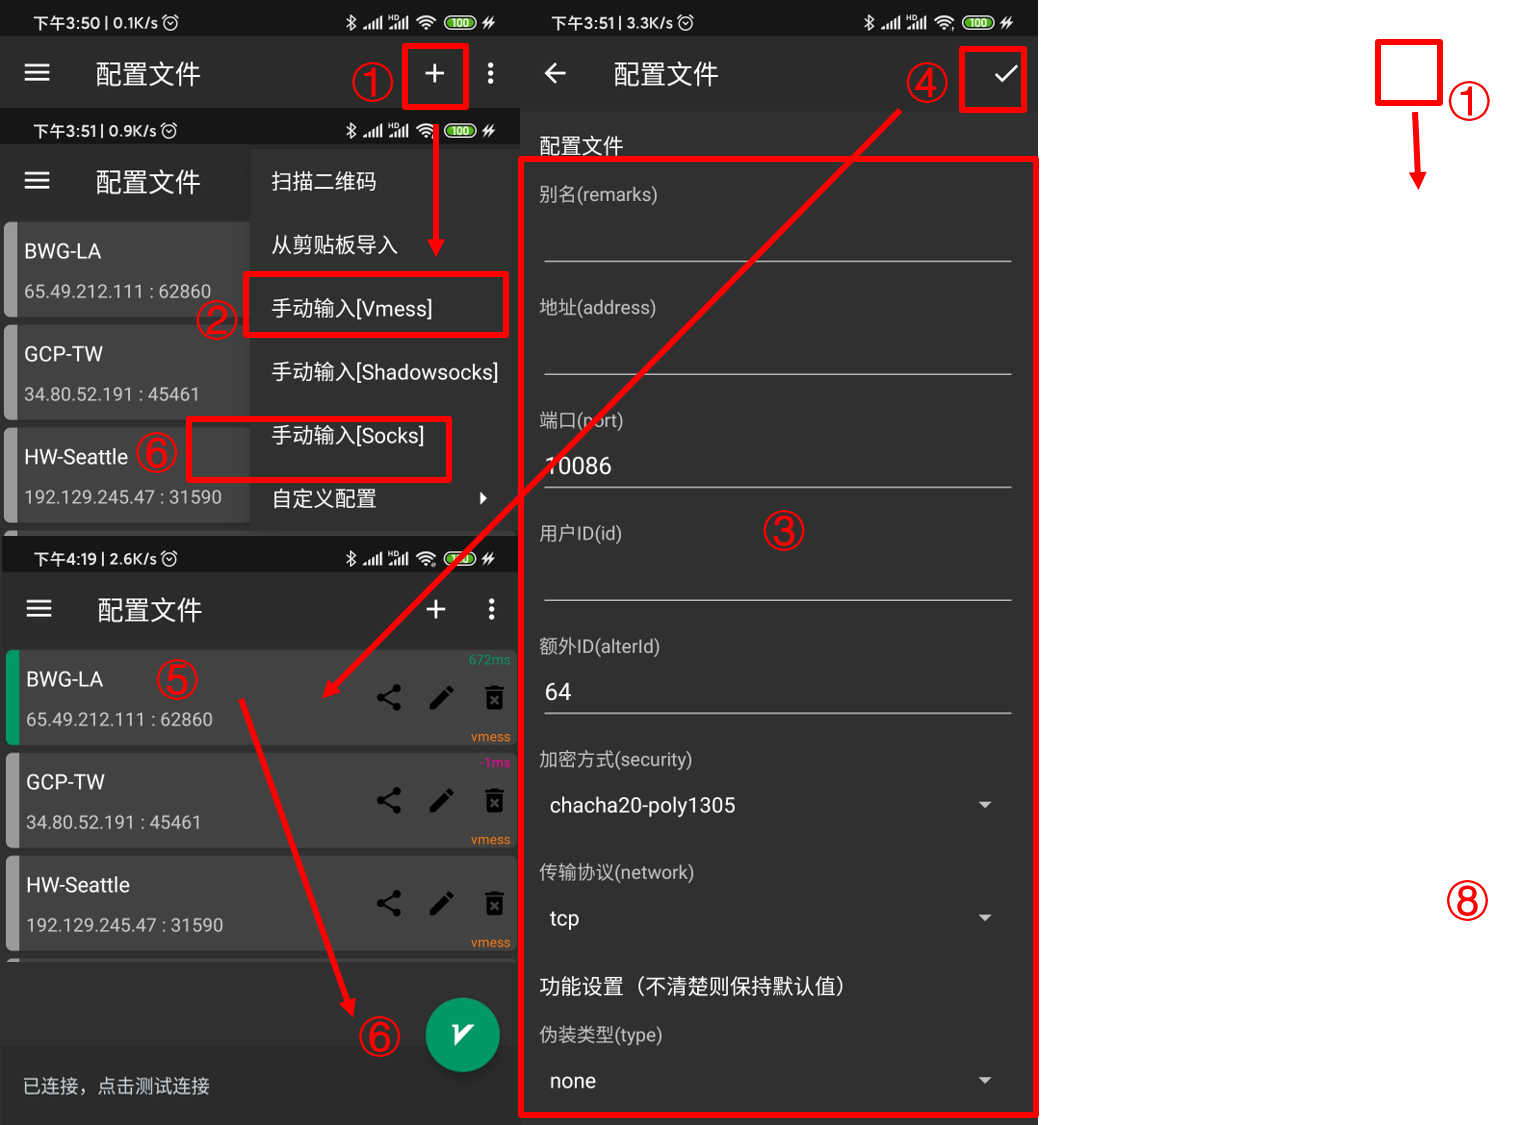 下午3:50 | 0.1K/s
HD
100
配置文件
①
下午3:51 | 0.9K/s
HD
100
配置文件
扫描二维码
从剪贴板导入
手动输入[Vmess]
②
手动输入[Shadowsocks]
手动输入[Socks]
⑥
自定义配置
BWG-LA
65.49.212.111 : 62860
GCP-TW
34.80.52.191 : 45461
HW-Seattle
192.129.245.47 : 31590
下午4:19 | 2.6K/s
HD
100
配置文件
BWG-LA
⑤
672ms
65.49.212.111 : 62860
vmess
GCP-TW
-1ms
34.80.52.191 : 45461
vmess
HW-Seattle
192.129.245.47 : 31590
vmess
⑥
已连接，点击测试连接
下午3:51 | 3.3K/s
HD
100
配置文件
④
配置文件
别名(remarks)
地址(address)
端口(port)
10086
用户ID(id)
③
额外ID(alterId)
64
加密方式(security)
chacha20-poly1305
传输协议(network)
tcp
功能设置（不清楚则保持默认值）
伪装类型(type)
none
①
⑧